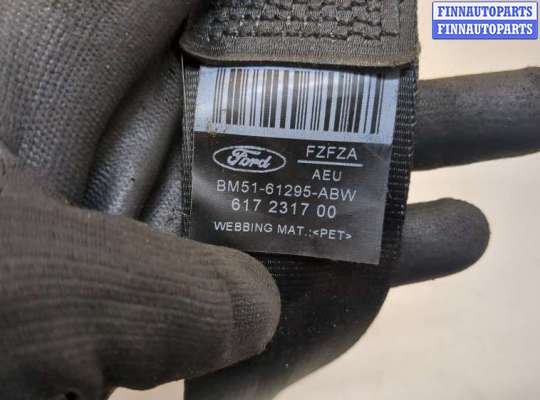 FINNAUTOPARTS
FINNAUTOPARTS
Ford
FZFZA
AEU
BM51-61295-ABW
617 2317 00
WEBBING MAT.:<PET>